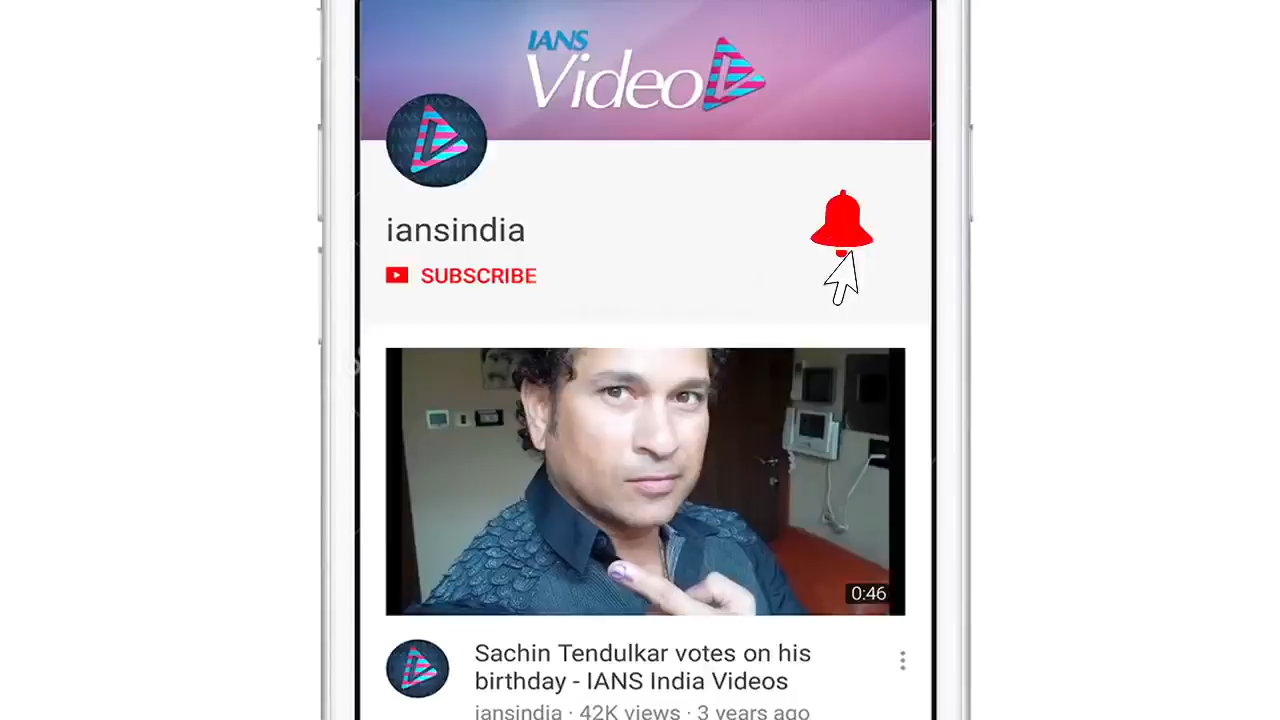 IANS
Video
iansindia
SUBSCRIBE
0:46
Sachin Tendulkar votes on his
birthday - IANS India Videos
iansindia · 42K views · 3 years ago